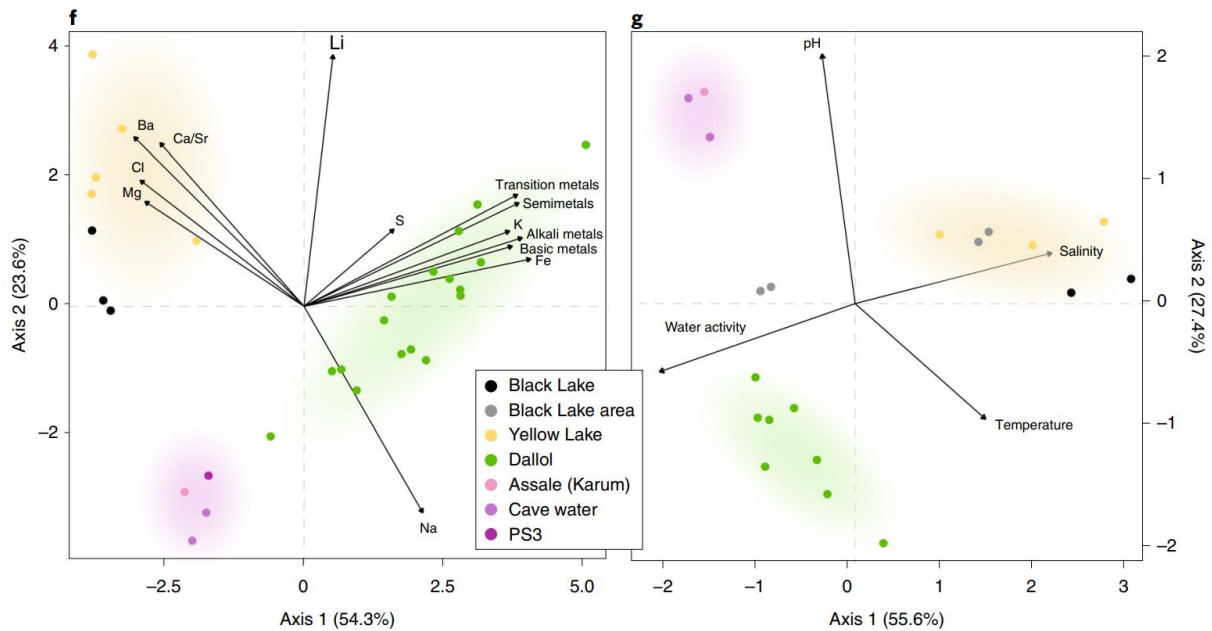 f
4
2
0
−2
Axis 2 (23.6%)
Li
Ba
Ca/Sr
Cl
Mg
S
Transition metals
Semimetals
K
Alkali metals
Basic metals
Fe
Na
−2.5
0
2.5
5.0
Axis 1 (54.3%)
Black Lake
Black Lake area
Yellow Lake
Dallol
Assale (Karum)
Cave water
PS3
g
pH
Salinity
Water activity
Temperature
2
1
0
−1
−2
Axis 2 (27.4%)
−2
−1
0
1
2
3
Axis 1 (55.6%)